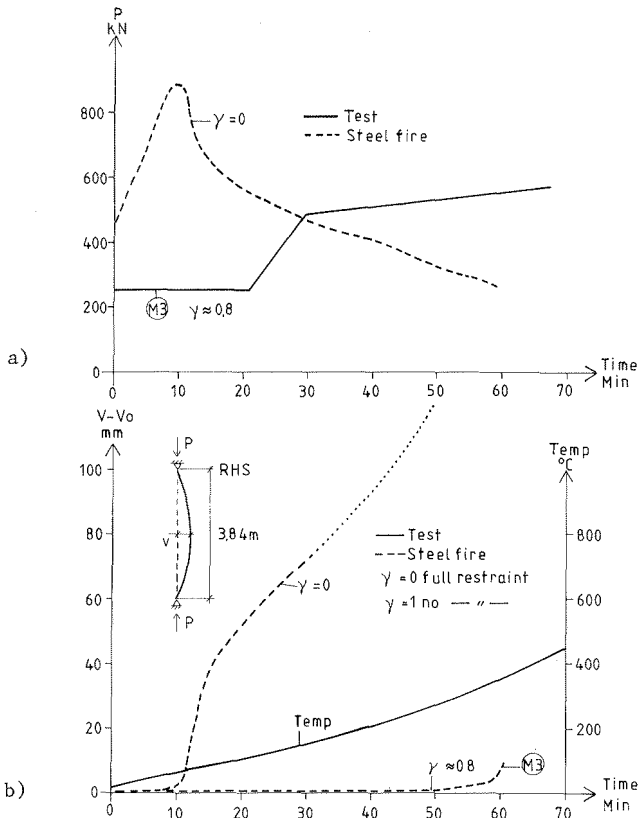 P
kN
800
600
400
200
0
γ = 0
Test
Steel fire
M3 γ ≈ 0,8
a)
0 10 20 30 40 50 60 70
Time
Min
V-Vo
mm
100
80
60
40
20
0
P
RHS
v
3,84m
P
Temp
°C
800
600
400
200
Test
Steel fire
γ = 0 full restraint
γ = 1 no — " —
γ = 0
Temp
γ ≈ 0.8
M3
b)
0 10 20 30 40 50 60 70
Time
Min